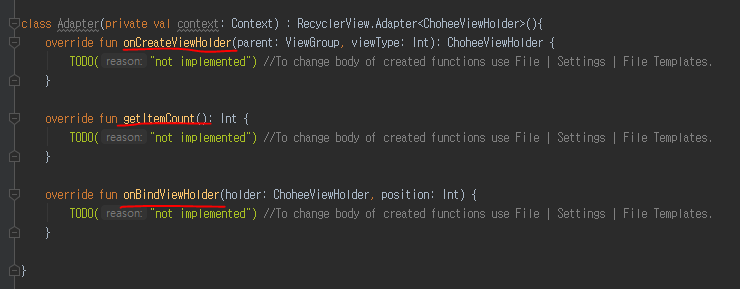 class Adapter(private val context: Context) : RecyclerView.Adapter<ChoheeViewHolder>(){
override fun onCreateViewHolder(parent: ViewGroup, viewType: Int): ChoheeViewHolder {
TODO( reason: "not implemented") //To change body of created functions use File | Settings | File Templates.
}
override fun getItemCount(): Int {
TODO( reason: "not implemented") //To change body of created functions use File | Settings | File Templates.
}
override fun onBindViewHolder(holder: ChoheeViewHolder, position: Int) {
TODO( reason: "not implemented") //To change body of created functions use File | Settings | File Templates.
}
}